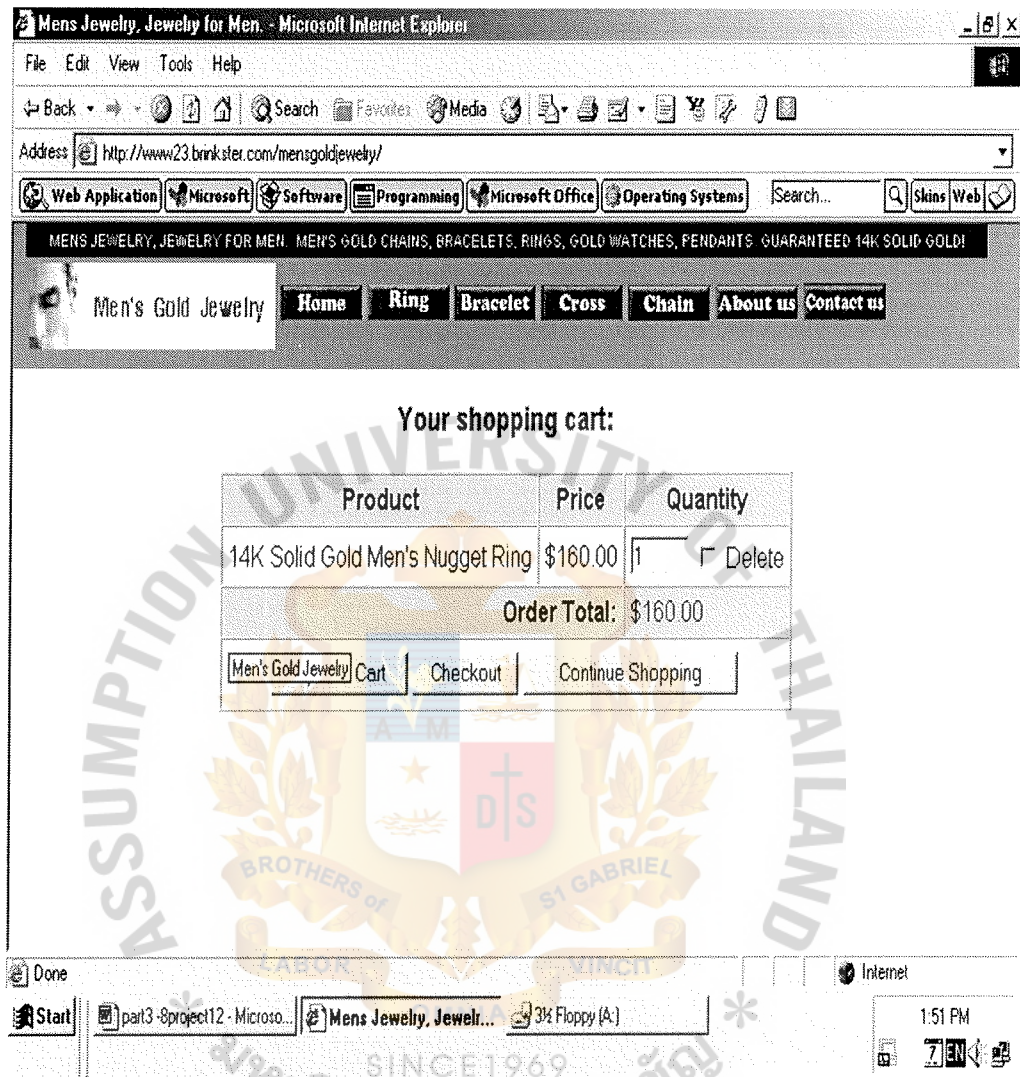 Mens Jewelry, Jewelry for Men. - Microsoft Internet Explorer
File Edit View Tools Help
Back Search Favorites Media
Address http://www23.brinkster.com/mensgoldjewelry/
Web Application Microsoft Software Programming Microsoft Office Operating Systems Search... Skins Web
MENS JEWELRY, JEWELRY FOR MEN. MEN'S GOLD CHAINS, BRACELETS, RINGS, GOLD WATCHES, PENDANTS. GUARANTEED 14K SOLID GOLD!
Men's Gold Jewelry Home Ring Bracelet Cross Chain About us Contact us
Your shopping cart:
Product Price Quantity
14K Solid Gold Men's Nugget Ring $160.00 1 Delete
Order Total: $160.00
Men's Gold Jewelry Cart Checkout Continue Shopping
ASSUMPTION UNIVERSITY OF THAILAND
A M
D S
BROTHERS of ST GABRIEL
LABOR VINCIT
Done Internet
Start part3 -8project12 - Microso... Mens Jewelry, Jewelr... 3½ Floppy (A:) 1:51 PM
EN
SINCE 1969